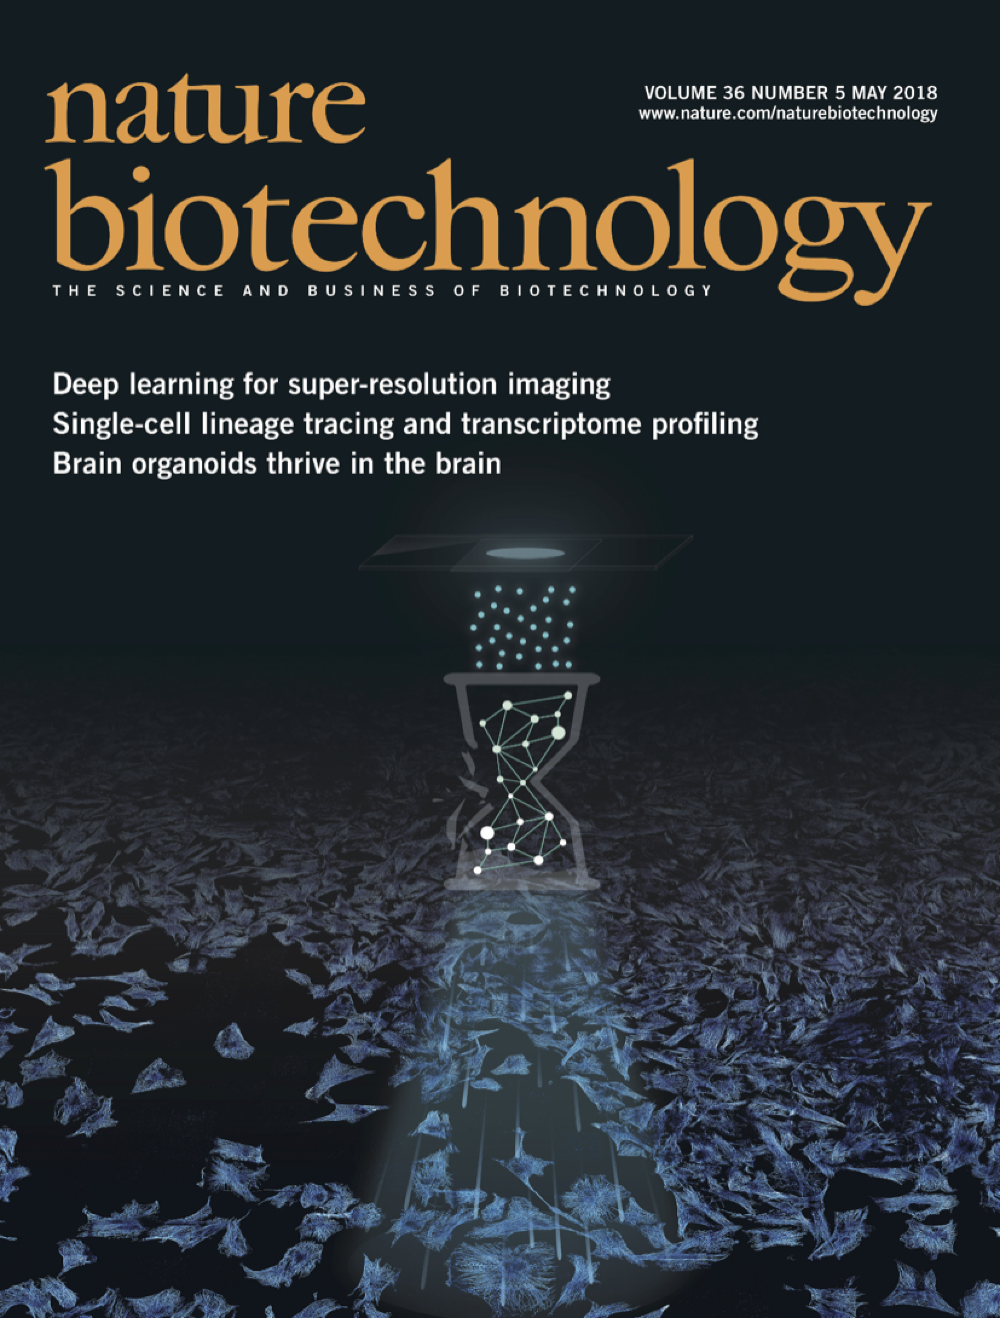 nature
VOLUME 36 NUMBER 5 MAY 2018
www.nature.com/naturebiotechnology
biotechnology
THE SCIENCE AND BUSINESS OF BIOTECHNOLOGY
Deep learning for super-resolution imaging
Single-cell lineage tracing and transcriptome profiling
Brain organoids thrive in the brain